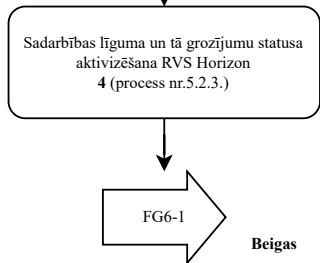 Sadarbības līguma un tā grozījumu statusa
aktivizēšana RVS Horizon
4 (process nr.5.2.3.)
FG6-1
Beigas